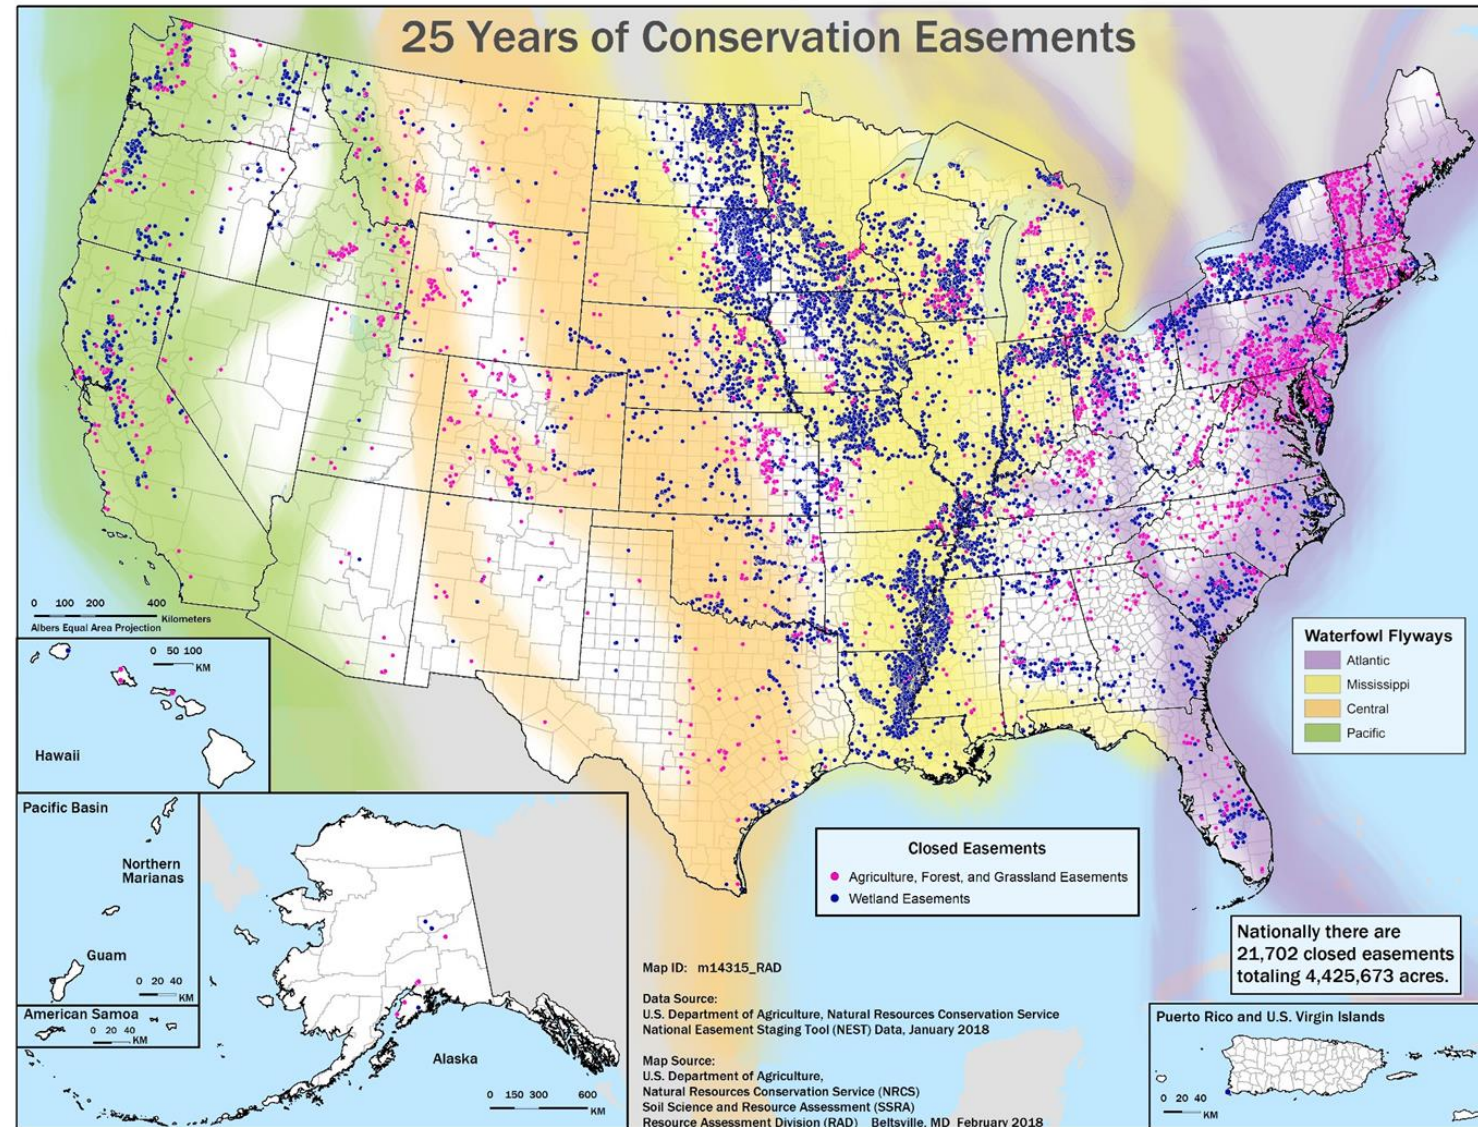 25 Years of Conservation Easements
0 100 200 400
Kilometers
Albers Equal Area Projection
0 50 100
KM
Hawaii
Waterfowl Flyways
Atlantic
Mississippi
Central
Pacific
Pacific Basin
Northern
Marianas
Guam
0 20 40
KM
American Samoa
0 20 40
KM
Alaska
0 150 300 600
KM
Closed Easements
Agriculture, Forest, and Grassland Easements
Wetland Easements
Nationally there are
21,702 closed easements
totaling 4,425,673 acres.
Map ID: m14315_RAD
Data Source:
U.S. Department of Agriculture, Natural Resources Conservation Service
National Easement Staging Tool (NEST) Data, January 2018
Map Source:
U.S. Department of Agriculture,
Natural Resources Conservation Service (NRCS)
Soil Science and Resource Assessment (SSRA)
Resource Assessment Division (RAD) Beltsville, MD February 2018
Puerto Rico and U.S. Virgin Islands
0 20 40
KM